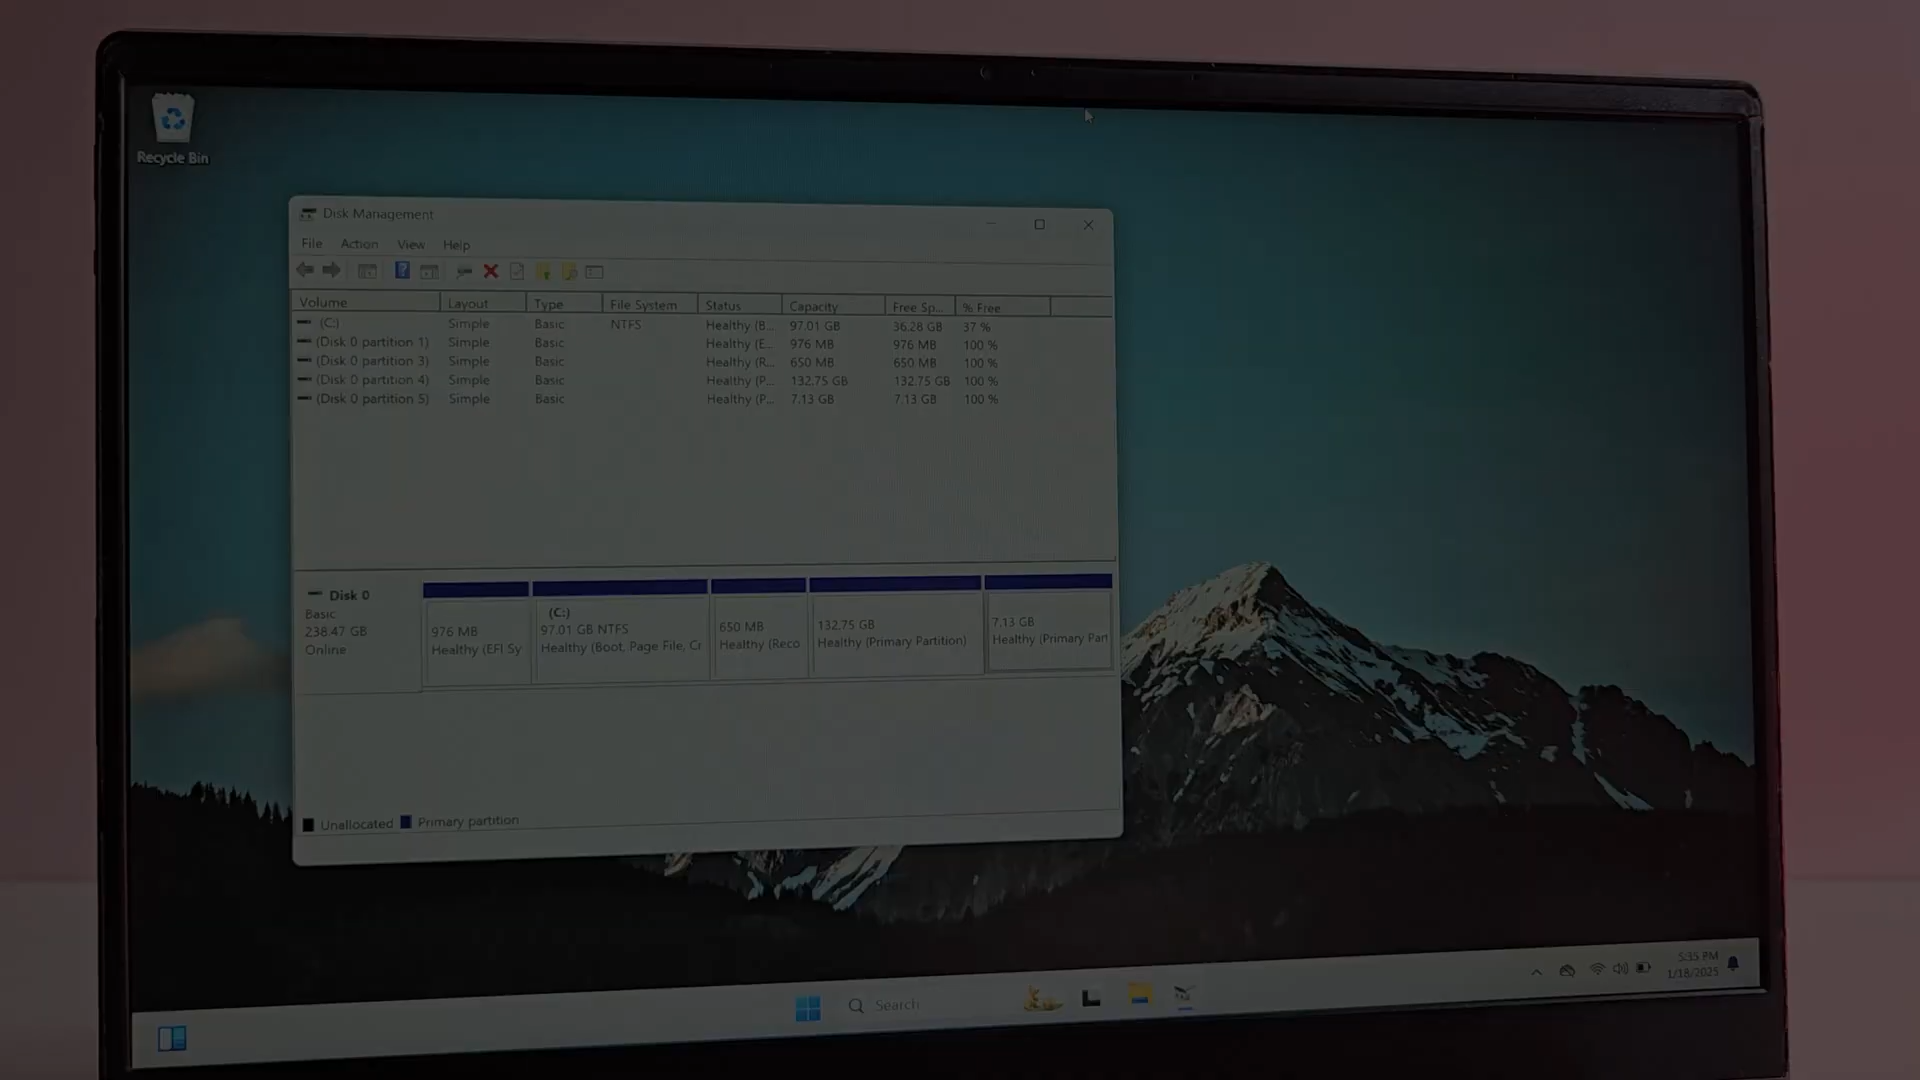 Recycle Bin
Disk Management
File Action View Help
Volume Layout Type File System Status Capacity Free Sp... % Free
(C:) Simple Basic NTFS Healthy (B... 97.01 GB 36.28 GB 37 %
(Disk 0 partition 1) Simple Basic Healthy (E... 976 MB 976 MB 100 %
(Disk 0 partition 3) Simple Basic Healthy (R... 650 MB 650 MB 100 %
(Disk 0 partition 4) Simple Basic Healthy (P... 132.75 GB 132.75 GB 100 %
(Disk 0 partition 5) Simple Basic Healthy (P... 7.13 GB 7.13 GB 100 %
Disk 0
Basic
238.47 GB
Online
976 MB
Healthy (EFI Sy
(C:)
97.01 GB NTFS
Healthy (Boot, Page File, Cr
650 MB
Healthy (Reco
132.75 GB
Healthy (Primary Partition)
7.13 GB
Healthy (Primary Part
Unallocated Primary partition
Search
5:35 PM
1/18/2025